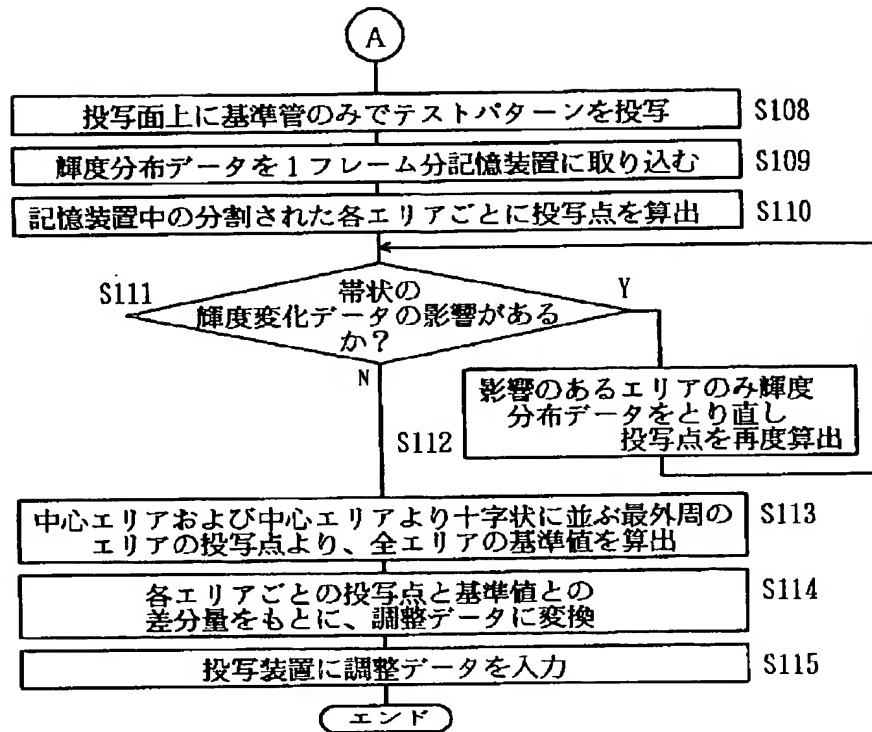 A
投写面上に基準管のみでテストパターンを投写 S108
輝度分布データを1フレーム分記憶装置に取り込む S109
記憶装置中の分割された各エリアごとに投写点を算出 S110
S111
帯状の
輝度変化データの影響がある
か？
Y
N
影響のあるエリアのみ輝度
分布データをとり直し
投写点を再度算出
S112
中心エリアおよび中心エリアより十字状に並ぶ最外周の
エリアの投写点より、全エリアの基準値を算出
S113
各エリアごとの投写点と基準値との
差分量をもとに、調整データに変換
S114
投写装置に調整データを入力 S115
エンド